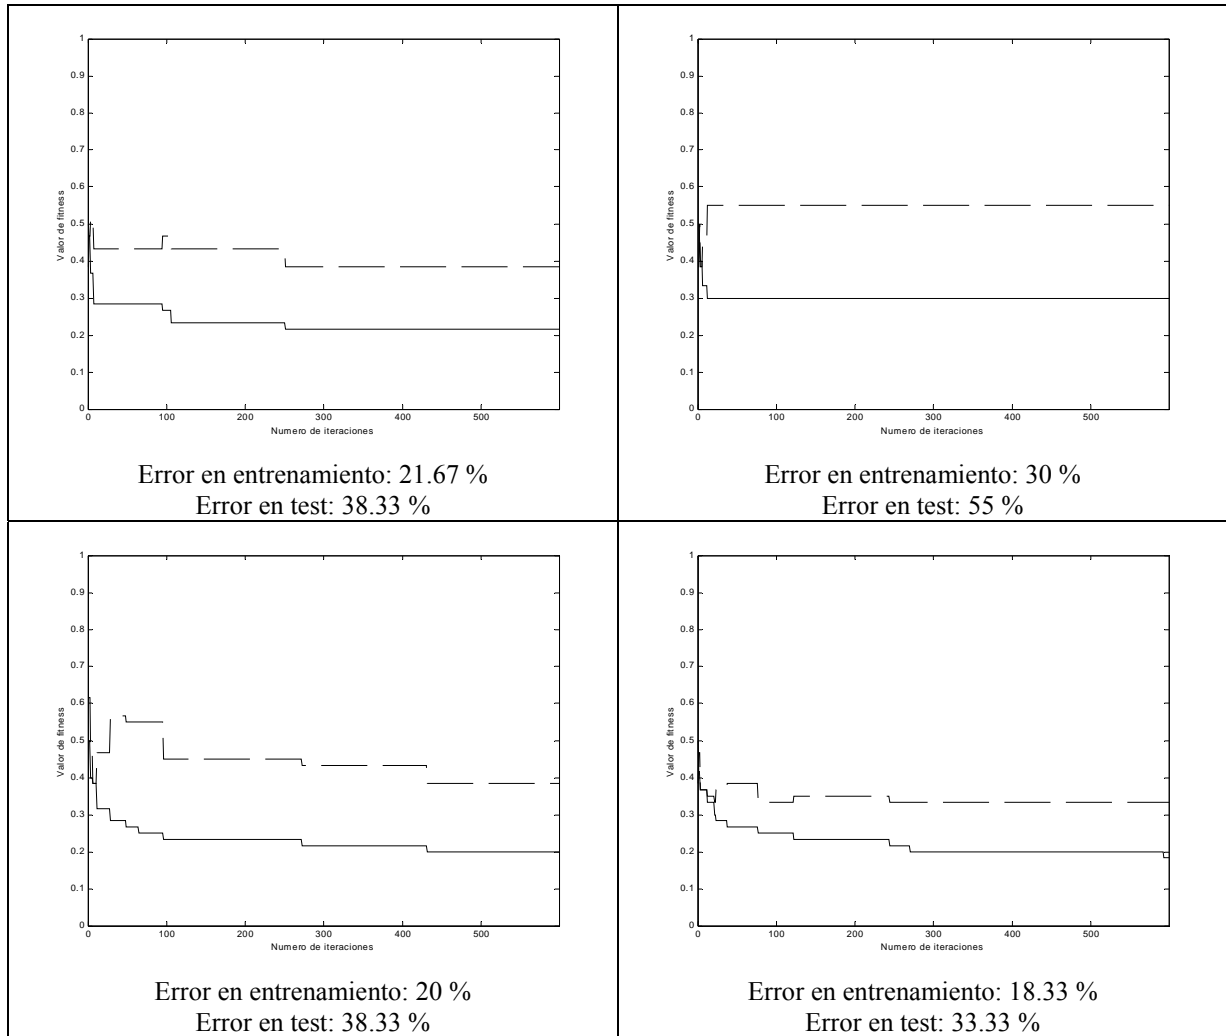 1
0.9
0.8
0.7
0.6
0.5
0.4
0.3
0.2
0.1
0
Valor de fitness
0 100 200 300 400 500
Numero de iteraciones
Error en entrenamiento: 21.67 %
Error en test: 38.33 %
1
0.9
0.8
0.7
0.6
0.5
0.4
0.3
0.2
0.1
0
Valor de fitness
0 100 200 300 400 500
Numero de iteraciones
Error en entrenamiento: 30 %
Error en test: 55 %
1
0.9
0.8
0.7
0.6
0.5
0.4
0.3
0.2
0.1
0
Valor de fitness
0 100 200 300 400 500
Numero de iteraciones
Error en entrenamiento: 20 %
Error en test: 38.33 %
1
0.9
0.8
0.7
0.6
0.5
0.4
0.3
0.2
0.1
0
Valor de fitness
0 100 200 300 400 500
Numero de iteraciones
Error en entrenamiento: 18.33 %
Error en test: 33.33 %